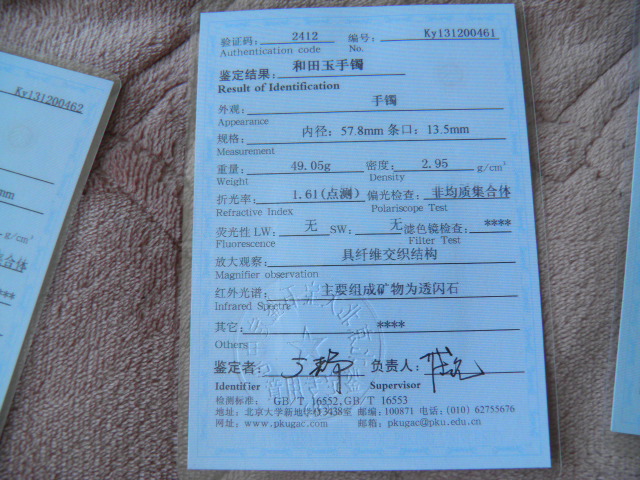 验证码: 2412 编号: Ky131200461
Authentication code No.
鉴定结果: 和田玉手镯
Result of Identification
外观: 手镯
Appearance
规格: 内径: 57.8mm 条口: 13.5mm
Measurement
重量: 49.05g 密度: 2.95 g/cm³
Weight Density
折光率: 1.61(点测) 偏光检查: 非均质集合体
Refractive Index Polariscope Test
荧光性 LW: 无 SW: 无 滤色镜检查: ****
Fluorescence Filter Test
放大观察: 具纤维交织结构
Magnifier observation
红外光谱: 主要组成矿物为透闪石
Infrared Spectra
其它: ****
Others
鉴定者: 负责人:
Identifier Supervisor
检测标准: GB/T 16552, GB/T 16553
地址: 北京大学新地学楼3438室 邮编: 100871 电话: (010) 62755676
网址: www.pkugac.com 邮箱: pkugac@pku.edu.cn
Ky131200462
mm
g/cm³
集合体
***